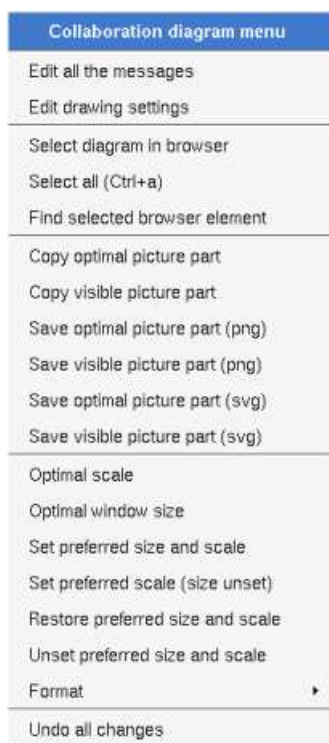 Collaboration diagram menu
Edit all the messages
Edit drawing settings
Select diagram in browser
Select all (Ctrl+a)
Find selected browser element
Copy optimal picture part
Copy visible picture part
Save optimal picture part (png)
Save visible picture part (png)
Save optimal picture part (svg)
Save visible picture part (svg)
Optimal scale
Optimal window size
Set preferred size and scale
Set preferred scale (size unset)
Restore preferred size and scale
Unset preferred size and scale
Format
Undo all changes